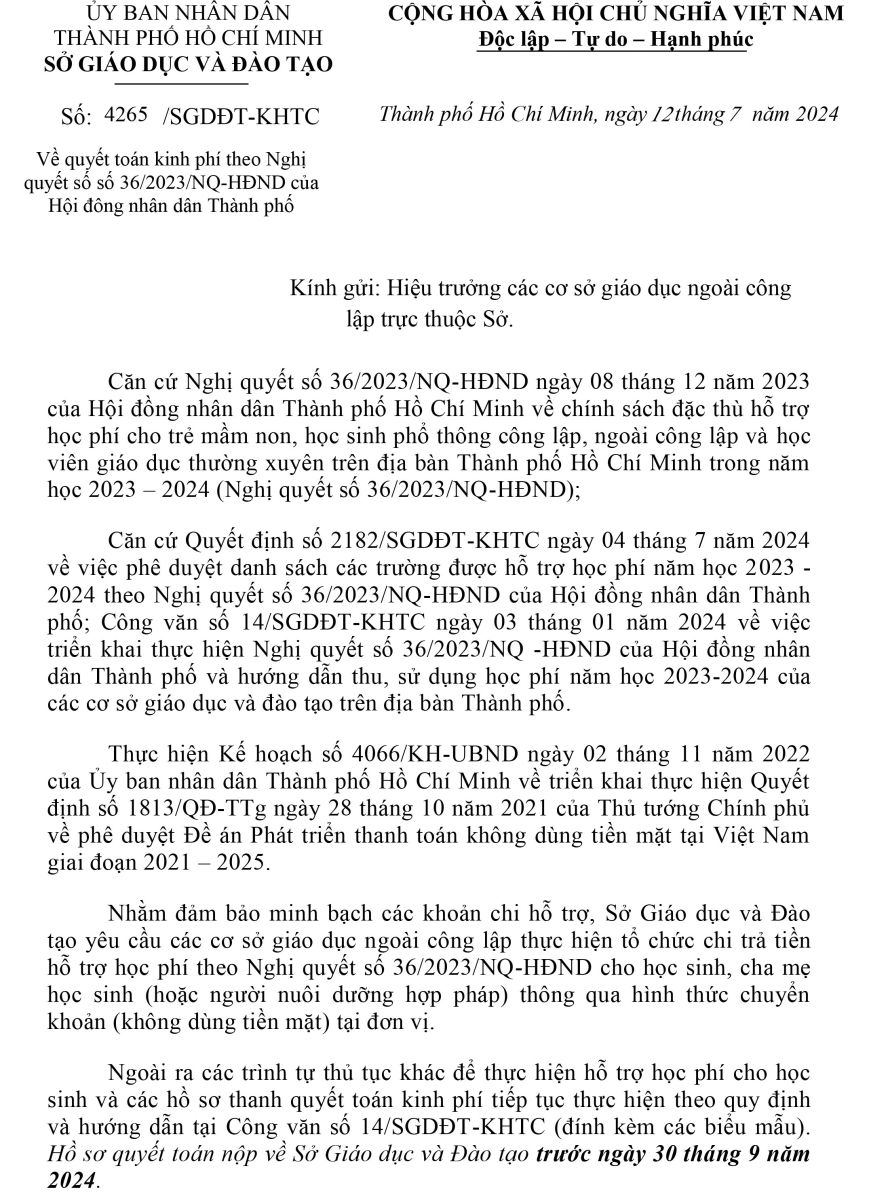 ỦY BAN NHÂN DÂN
THÀNH PHỐ HỒ CHÍ MINH
SỞ GIÁO DỤC VÀ ĐÀO TẠO
CỘNG HÒA XÃ HỘI CHỦ NGHĨA VIỆT NAM
Độc lập – Tự do – Hạnh phúc
Số: 4265 /SGDĐT-KHTC
Thành phố Hồ Chí Minh, ngày 12tháng 7 năm 2024
Về quyết toán kinh phí theo Nghị
quyết số số 36/2023/NQ-HĐND của
Hội đông nhân dân Thành phố
Kính gửi: Hiệu trưởng các cơ sở giáo dục ngoài công
lập trực thuộc Sở.
Căn cứ Nghị quyết số 36/2023/NQ-HĐND ngày 08 tháng 12 năm 2023
của Hội đồng nhân dân Thành phố Hồ Chí Minh về chính sách đặc thù hỗ trợ
học phí cho trẻ mầm non, học sinh phổ thông công lập, ngoài công lập và học
viên giáo dục thường xuyên trên địa bàn Thành phố Hồ Chí Minh trong năm
học 2023 – 2024 (Nghị quyết số 36/2023/NQ-HĐND);
Căn cứ Quyết định số 2182/SGDĐT-KHTC ngày 04 tháng 7 năm 2024
về việc phê duyệt danh sách các trường được hỗ trợ học phí năm học 2023 -
2024 theo Nghị quyết số 36/2023/NQ-HĐND của Hội đồng nhân dân Thành
phố; Công văn số 14/SGDĐT-KHTC ngày 03 tháng 01 năm 2024 về việc
triển khai thực hiện Nghị quyết số 36/2023/NQ -HĐND của Hội đồng nhân
dân Thành phố và hướng dẫn thu, sử dụng học phí năm học 2023-2024 của
các cơ sở giáo dục và đào tạo trên địa bàn Thành phố.
Thực hiện Kế hoạch số 4066/KH-UBND ngày 02 tháng 11 năm 2022
của Ủy ban nhân dân Thành phố Hồ Chí Minh về triển khai thực hiện Quyết
định số 1813/QĐ-TTg ngày 28 tháng 10 năm 2021 của Thủ tướng Chính phủ
về phê duyệt Đề án Phát triển thanh toán không dùng tiền mặt tại Việt Nam
giai đoạn 2021 – 2025.
Nhằm đảm bảo minh bạch các khoản chi hỗ trợ, Sở Giáo dục và Đào
tạo yêu cầu các cơ sở giáo dục ngoài công lập thực hiện tổ chức chi trả tiền
hỗ trợ học phí theo Nghị quyết số 36/2023/NQ-HĐND cho học sinh, cha mẹ
học sinh (hoặc người nuôi dưỡng hợp pháp) thông qua hình thức chuyển
khoản (không dùng tiền mặt) tại đơn vị.
Ngoài ra các trình tự thủ tục khác để thực hiện hỗ trợ học phí cho học
sinh và các hồ sơ thanh quyết toán kinh phí tiếp tục thực hiện theo quy định
và hướng dẫn tại Công văn số 14/SGDĐT-KHTC (đính kèm các biểu mẫu).
Hồ sơ quyết toán nộp về Sở Giáo dục và Đào tạo trước ngày 30 tháng 9 năm
2024.